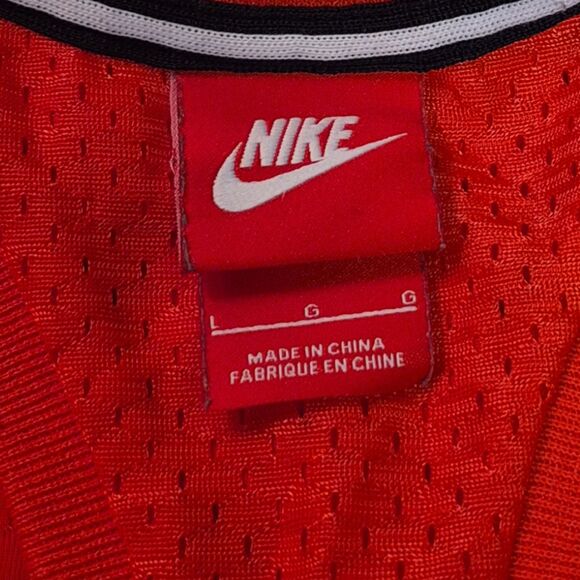 NIKE
L G G
MADE IN CHINA
FABRIQUE EN CHINE